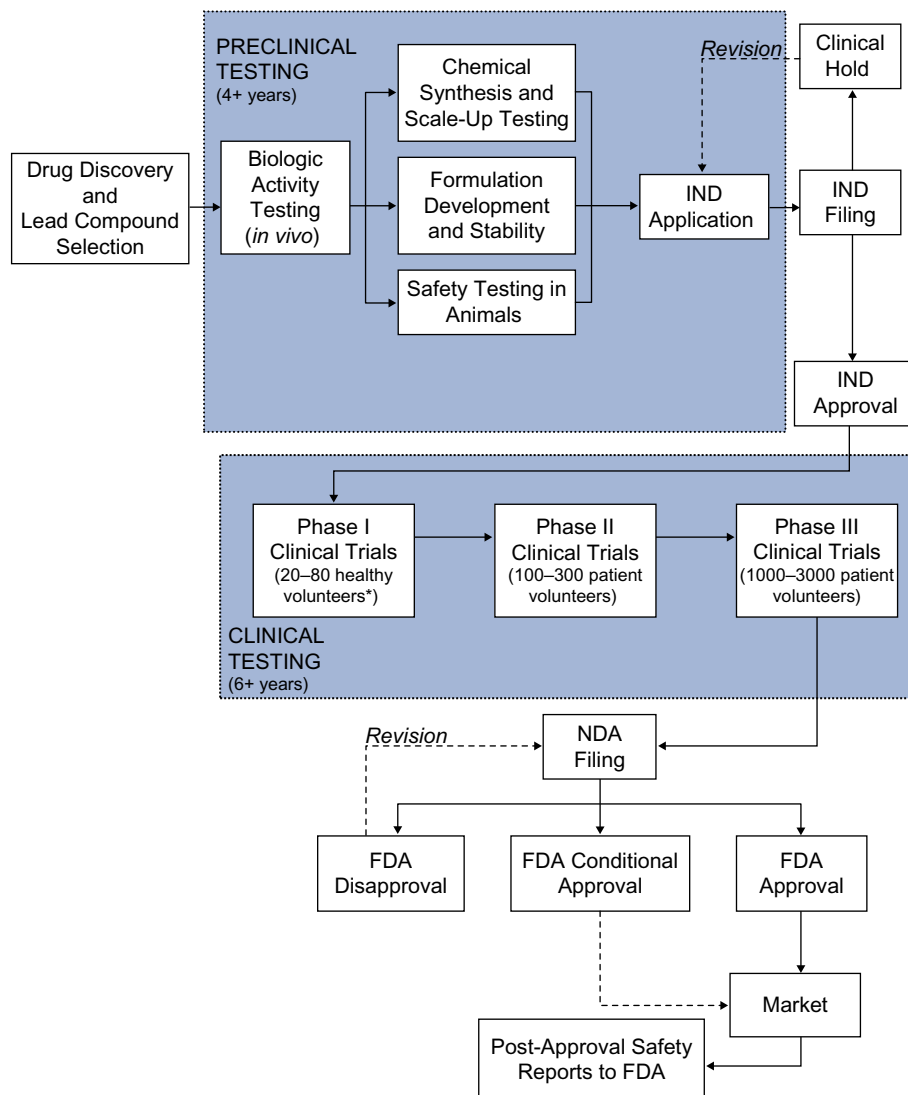 PRECLINICAL
TESTING
(4+ years)
Chemical
Synthesis and
Scale-Up Testing
Revision
Clinical
Hold
Drug Discovery
and
Lead Compound
Selection
Biologic
Activity
Testing
(in vivo)
Formulation
Development
and Stability
IND
Application
IND
Filing
Safety Testing in
Animals
IND
Approval
Phase I
Clinical Trials
(20–80 healthy
volunteers*)
Phase II
Clinical Trials
(100–300 patient
volunteers)
Phase III
Clinical Trials
(1000–3000 patient
volunteers)
CLINICAL
TESTING
(6+ years)
Revision
NDA
Filing
FDA
Disapproval
FDA Conditional
Approval
FDA
Approval
Market
Post-Approval Safety
Reports to FDA